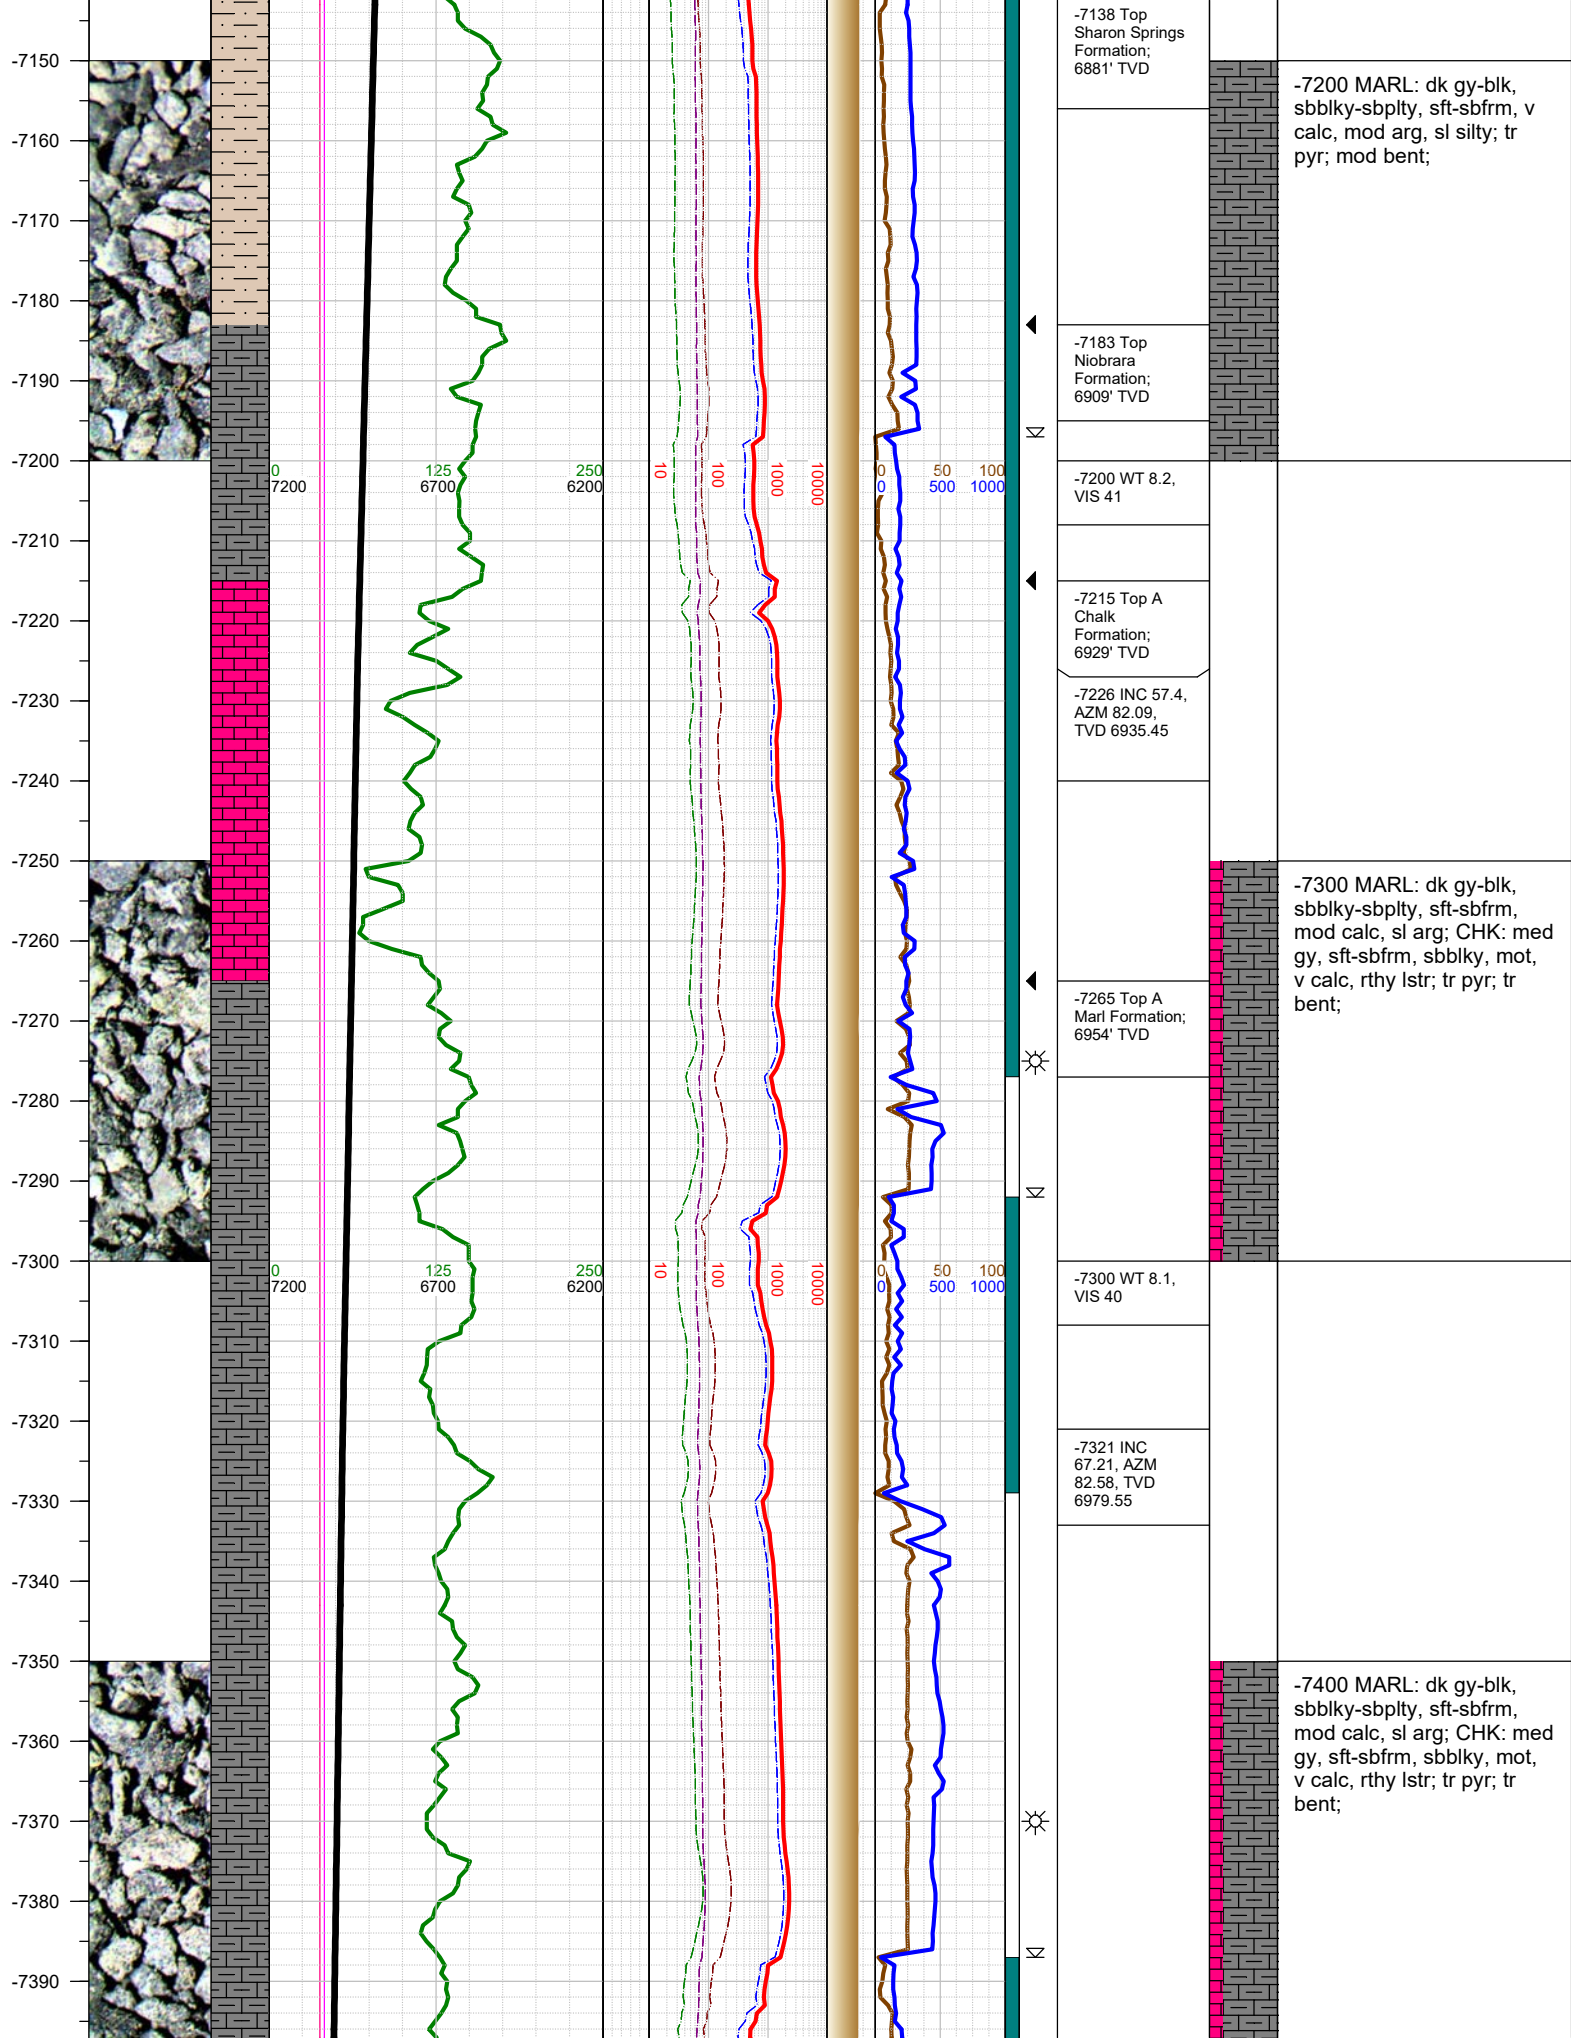 -7150
-7160
-7170
-7180
-7190
-7200
-7210
-7220
-7230
-7240
-7250
-7260
-7270
-7280
-7290
-7300
-7310
-7320
-7330
-7340
-7350
-7360
-7370
-7380
-7390
0 125 250
7200 6700 6200
10 100 1000 10000
0 50 100
0 500 1000
0 125 250
7200 6700 6200
10 100 1000 10000
0 50 100
0 500 1000
-7138 Top
Sharon Springs
Formation;
6881' TVD
-7183 Top
Niobrara
Formation;
6909' TVD
-7200 WT 8.2,
VIS 41
-7215 Top A
Chalk
Formation;
6929' TVD
-7226 INC 57.4,
AZM 82.09,
TVD 6935.45
-7265 Top A
Marl Formation;
6954' TVD
-7300 WT 8.1,
VIS 40
-7321 INC
67.21, AZM
82.58, TVD
6979.55
-7200 MARL: dk gy-blk,
sbblky-sbplty, sft-sbfrm, v
calc, mod arg, sl silty; tr
pyr; mod bent;
-7300 MARL: dk gy-blk,
sbblky-sbplty, sft-sbfrm,
mod calc, sl arg; CHK: med
gy, sft-sbfrm, sbblky, mot,
v calc, rthy lstr; tr pyr; tr
bent;
-7400 MARL: dk gy-blk,
sbblky-sbplty, sft-sbfrm,
mod calc, sl arg; CHK: med
gy, sft-sbfrm, sbblky, mot,
v calc, rthy lstr; tr pyr; tr
bent;